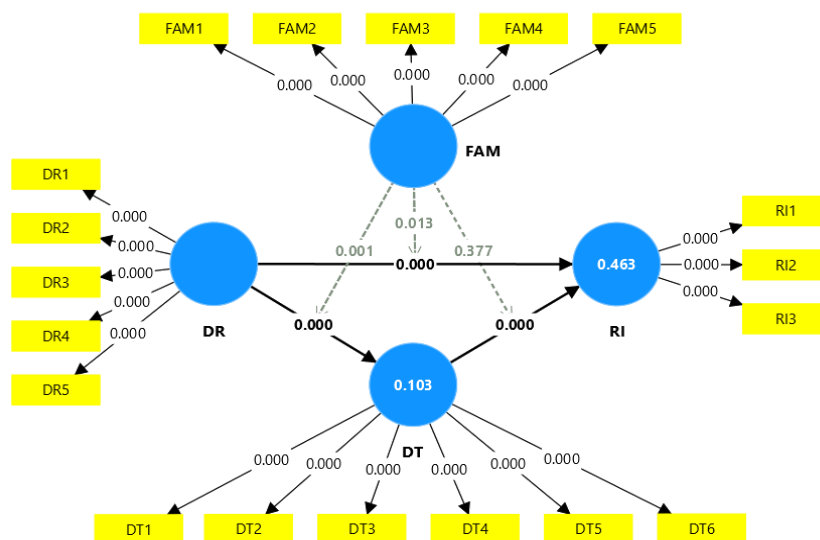 FAM1 FAM2 FAM3 FAM4 FAM5
0.000 0.000 0.000 0.000 0.000
FAM
DR1
DR2
DR3
DR4
DR5
0.000
0.000
0.000
0.000
0.000
DR
0.001 0.013 0.377
0.000
0.000 0.000
0.463
RI
0.000
0.000
0.000
RI1
RI2
RI3
0.103
DT
0.000 0.000 0.000 0.000 0.000 0.000
DT1 DT2 DT3 DT4 DT5 DT6